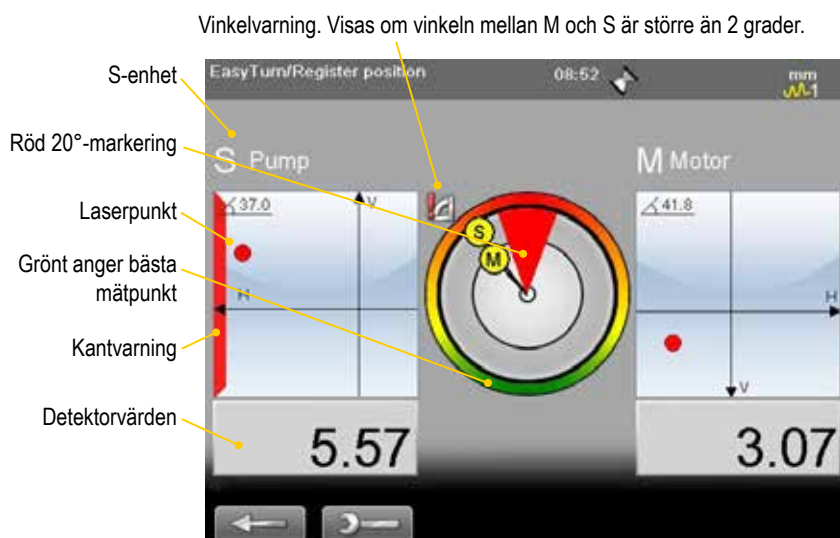 Vinkelvarning. Visas om vinkeln mellan M och S är större än 2 grader.
EasyTurn/Register position 08:52 mm
1
S-enhet
Röd 20°-markering
S Pump
M Motor
Laserpunkt
37.0
V
41.8
S
M
Grönt anger bästa
mätpunkt
H
H
Kantvarning
V
Detektorvärden
5.57
3.07